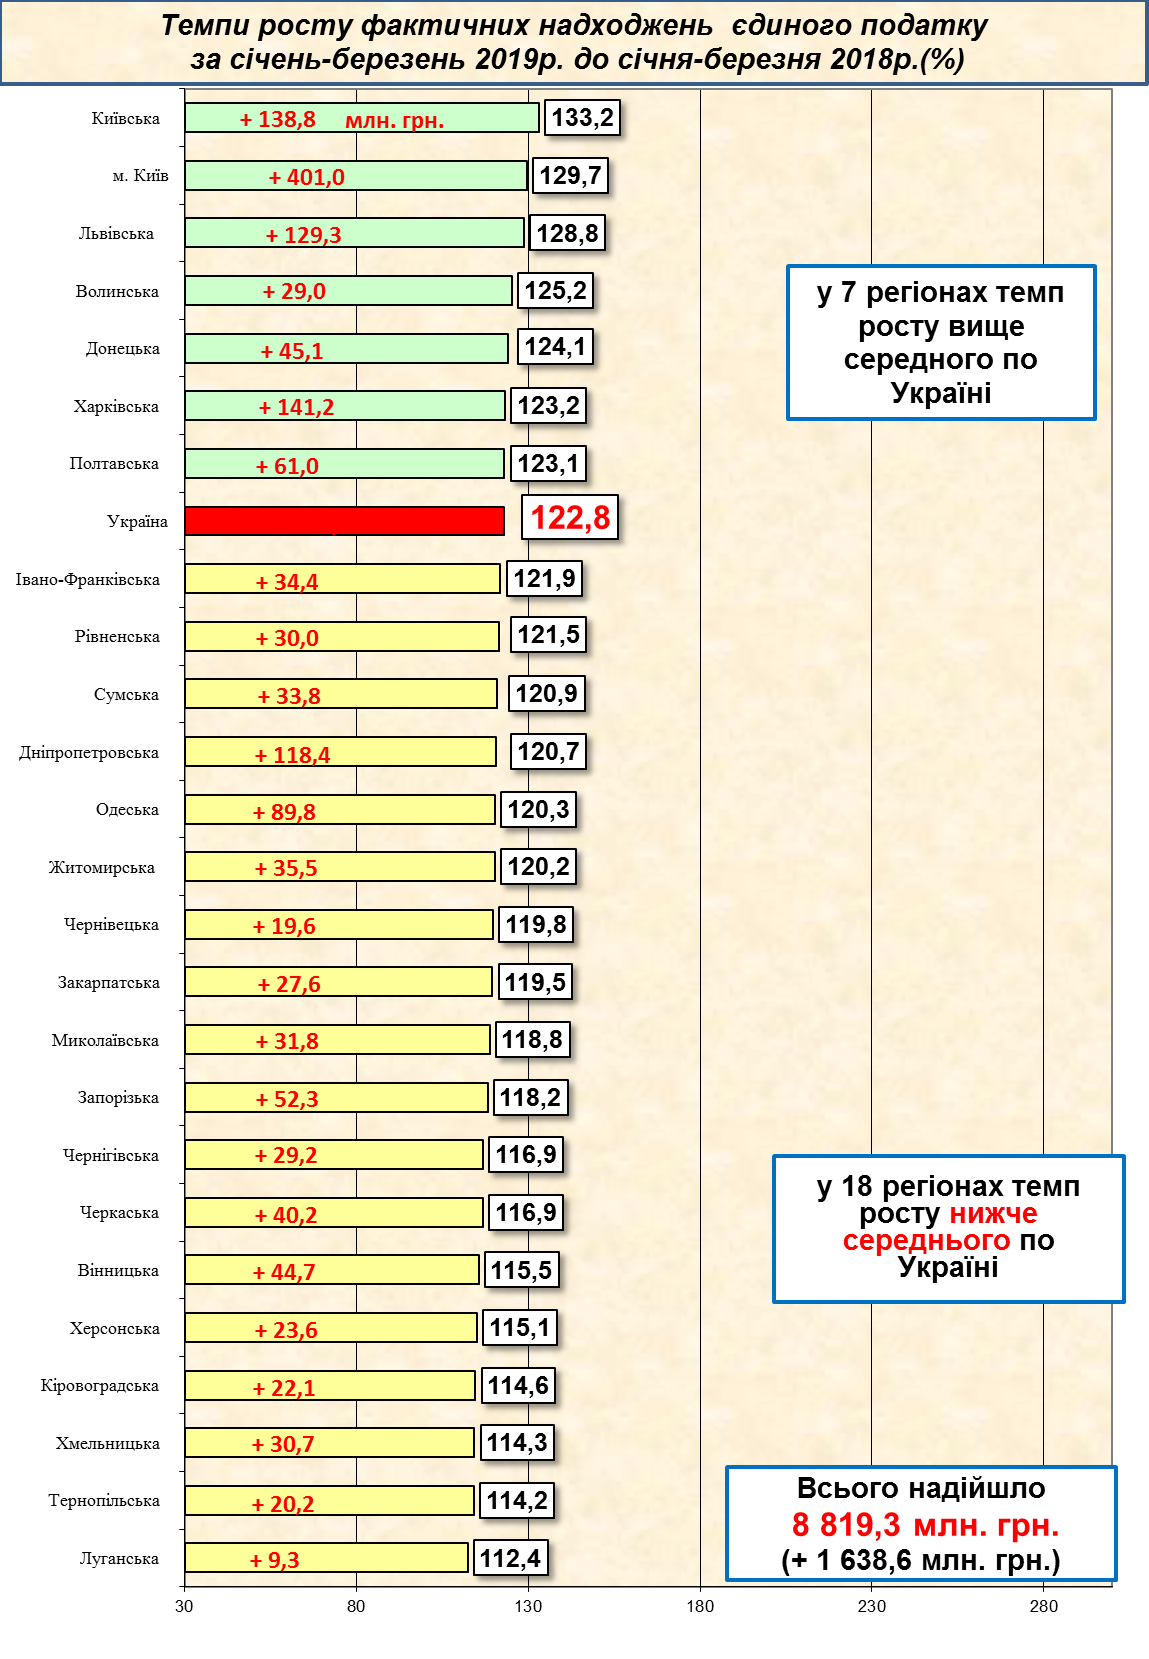 Темпи росту фактичних надходжень єдиного податку
за січень-березень 2019р. до січня-березня 2018р.(%)
Київська + 138,8 млн. грн. 133,2
м. Київ + 401,0 129,7
Львівська + 129,3 128,8
Волинська + 29,0 125,2
Донецька + 45,1 124,1
Харківська + 141,2 123,2
Полтавська + 61,0 123,1
Україна 122,8
Івано-Франківська + 34,4 121,9
Рівненська + 30,0 121,5
Сумська + 33,8 120,9
Дніпропетровська + 118,4 120,7
Одеська + 89,8 120,3
Житомирська + 35,5 120,2
Чернівецька + 19,6 119,8
Закарпатська + 27,6 119,5
Миколаївська + 31,8 118,8
Запорізька + 52,3 118,2
Чернігівська + 29,2 116,9
Черкаська + 40,2 116,9
Вінницька + 44,7 115,5
Херсонська + 23,6 115,1
Кіровоградська + 22,1 114,6
Хмельницька + 30,7 114,3
Тернопільська + 20,2 114,2
Луганська + 9,3 112,4
30 80 130 180 230 280
у 7 регіонах темп
росту вище
середного по
Україні
у 18 регіонах темп
росту нижче
середнього по
Україні
Всього надійшло
8 819,3 млн. грн.
(+ 1 638,6 млн. грн.)